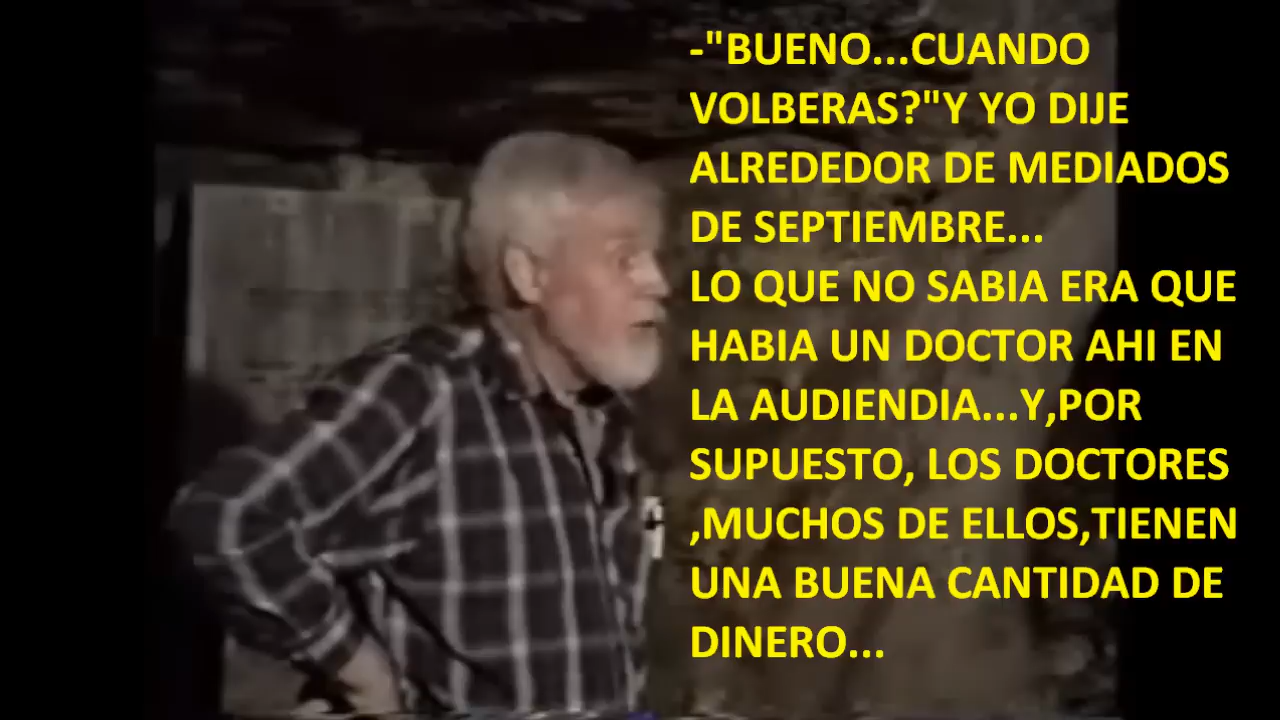 -"BUENO...CUANDO
VOLBERAS?"Y YO DIJE
ALREDEDOR DE MEDIADOS
DE SEPTIEMBRE...
LO QUE NO SABIA ERA QUE
HABIA UN DOCTOR AHI EN
LA AUDIENDIA...Y,POR
SUPUESTO, LOS DOCTORES
,MUCHOS DE ELLOS,TIENEN
UNA BUENA CANTIDAD DE
DINERO...